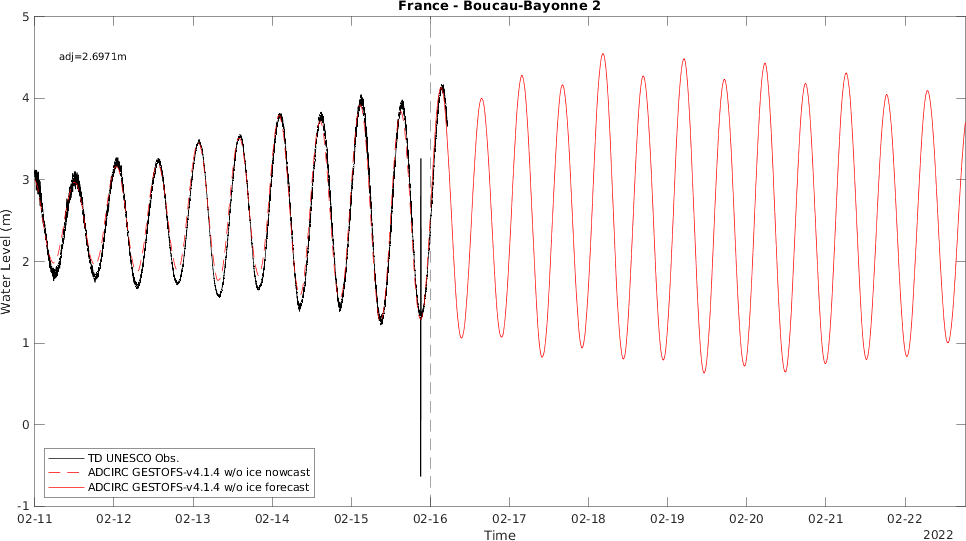 France - Boucau-Bayonne 2
adj=2.6971m
5
4
3
2
1
0
-1
Water Level (m)
TD UNESCO Obs.
ADCIRC GESTOFS-v4.1.4 w/o ice nowcast
ADCIRC GESTOFS-v4.1.4 w/o ice forecast
02-11 02-12 02-13 02-14 02-15 02-16 02-17 02-18 02-19 02-20 02-21 02-22
Time
2022